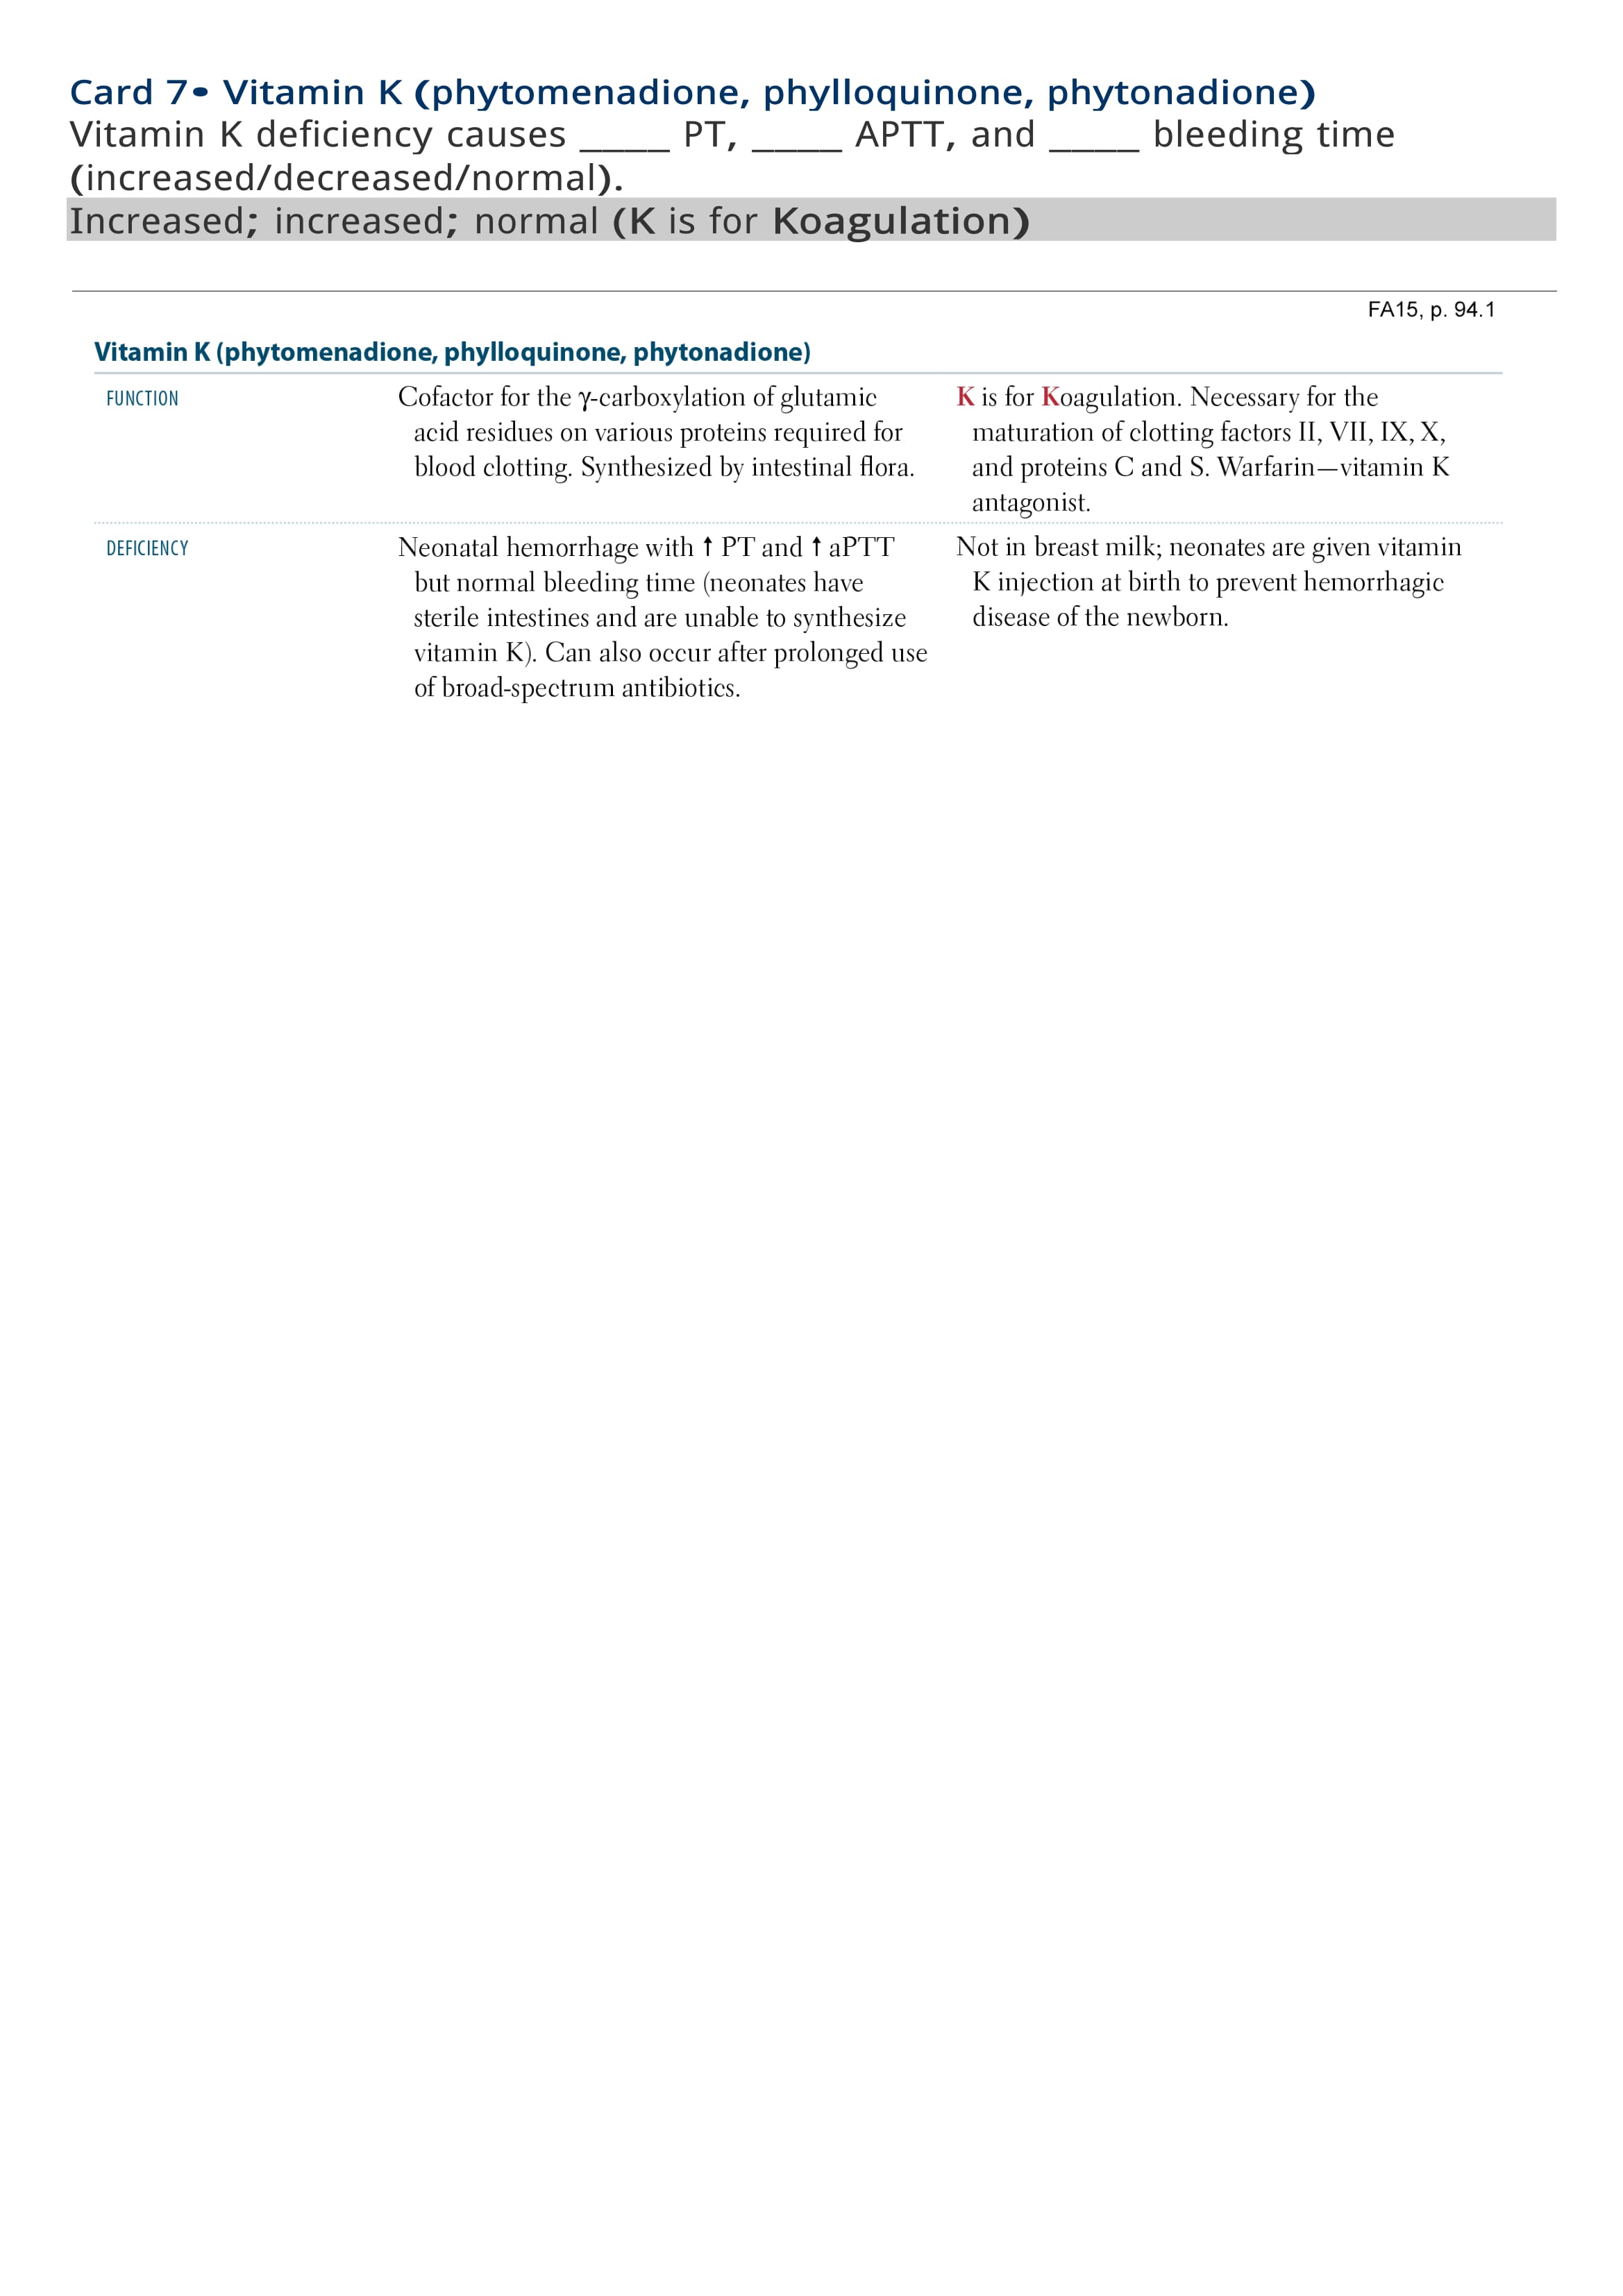 Card 7• Vitamin K (phytomenadione, phylloquinone, phytonadione)
Vitamin K deficiency causes ____ PT, ____ APTT, and ____ bleeding time
(increased/decreased/normal).
Increased; increased; normal (K is for Koagulation)
FA15, p. 94.1
Vitamin K (phytomenadione, phylloquinone, phytonadione)
FUNCTION
Cofactor for the γ-carboxylation of glutamic
acid residues on various proteins required for
blood clotting. Synthesized by intestinal flora.
K is for Koagulation. Necessary for the
maturation of clotting factors II, VII, IX, X,
and proteins C and S. Warfarin—vitamin K
antagonist.
DEFICIENCY
Neonatal hemorrhage with ↑ PT and ↑ aPTT
but normal bleeding time (neonates have
sterile intestines and are unable to synthesize
vitamin K). Can also occur after prolonged use
of broad-spectrum antibiotics.
Not in breast milk; neonates are given vitamin
K injection at birth to prevent hemorrhagic
disease of the newborn.